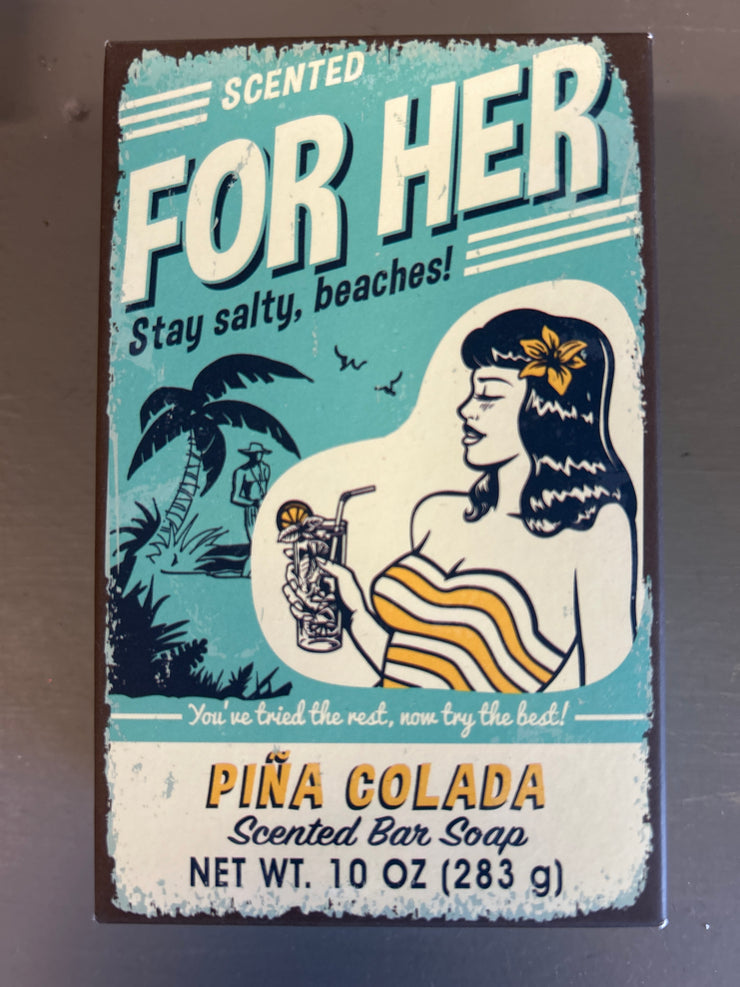 SCENTED
FOR HER
Stay salty, beaches!
You've tried the rest, now try the best!
PIÑA COLADA
Scented Bar Soap
NET WT. 10 OZ (283 g)